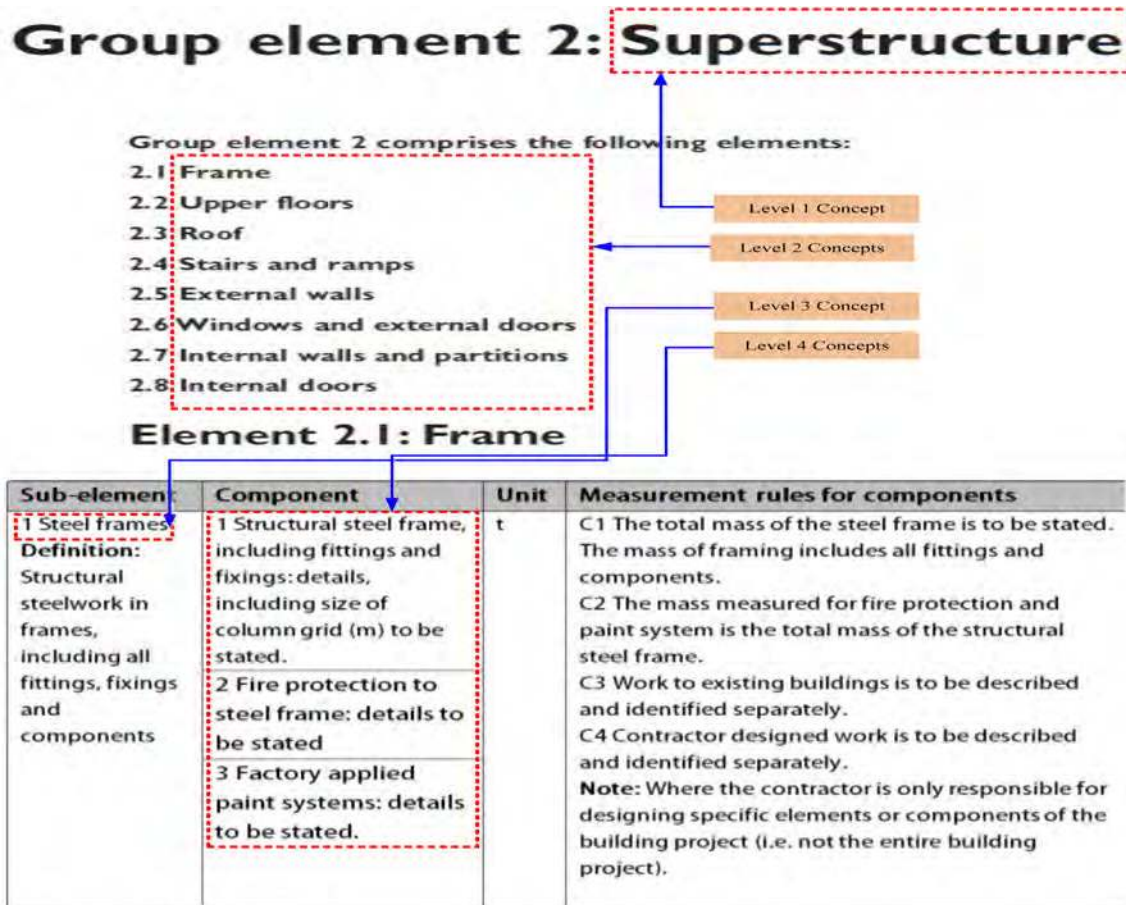 Group element 2: Superstructure
Group element 2 comprises the following elements:
2.1 Frame
2.2 Upper floors
2.3 Roof
2.4 Stairs and ramps
2.5 External walls
2.6 Windows and external doors
2.7 Internal walls and partitions
2.8 Internal doors
Level 1 Concept
Level 2 Concepts
Level 3 Concept
Level 4 Concepts
Element 2.1: Frame
Sub-element
Component
Unit
Measurement rules for components
1 Steel frames
Definition:
Structural
steelwork in
frames,
including all
fittings, fixings
and
components
1 Structural steel frame,
including fittings and
fixings: details,
including size of
column grid (m) to be
stated.
2 Fire protection to
steel frame: details to
be stated
3 Factory applied
paint systems: details
to be stated.
t
C1 The total mass of the steel frame is to be stated.
The mass of framing includes all fittings and
components.
C2 The mass measured for fire protection and
paint system is the total mass of the structural
steel frame.
C3 Work to existing buildings is to be described
and identified separately.
C4 Contractor designed work is to be described
and identified separately.
Note: Where the contractor is only responsible for
designing specific elements or components of the
building project (i.e. not the entire building
project).